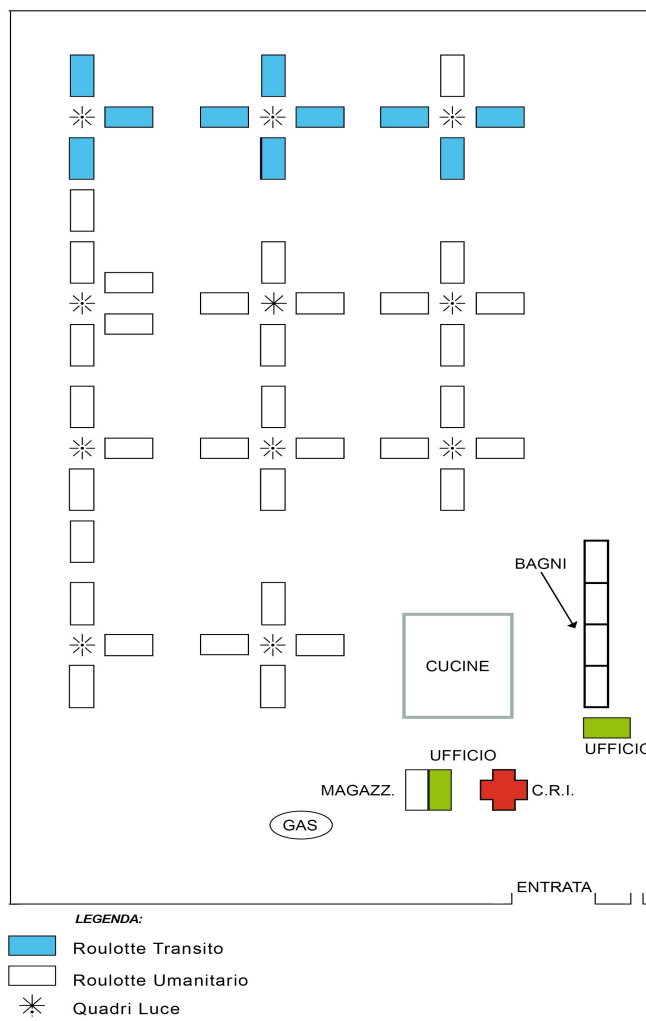 BAGNI
CUCINE
UFFICIO
UFFICIO
MAGAZZ.
C.R.I.
GAS
ENTRATA
LEGENDA:
Roulotte Transito
Roulotte Umanitario
Quadri Luce